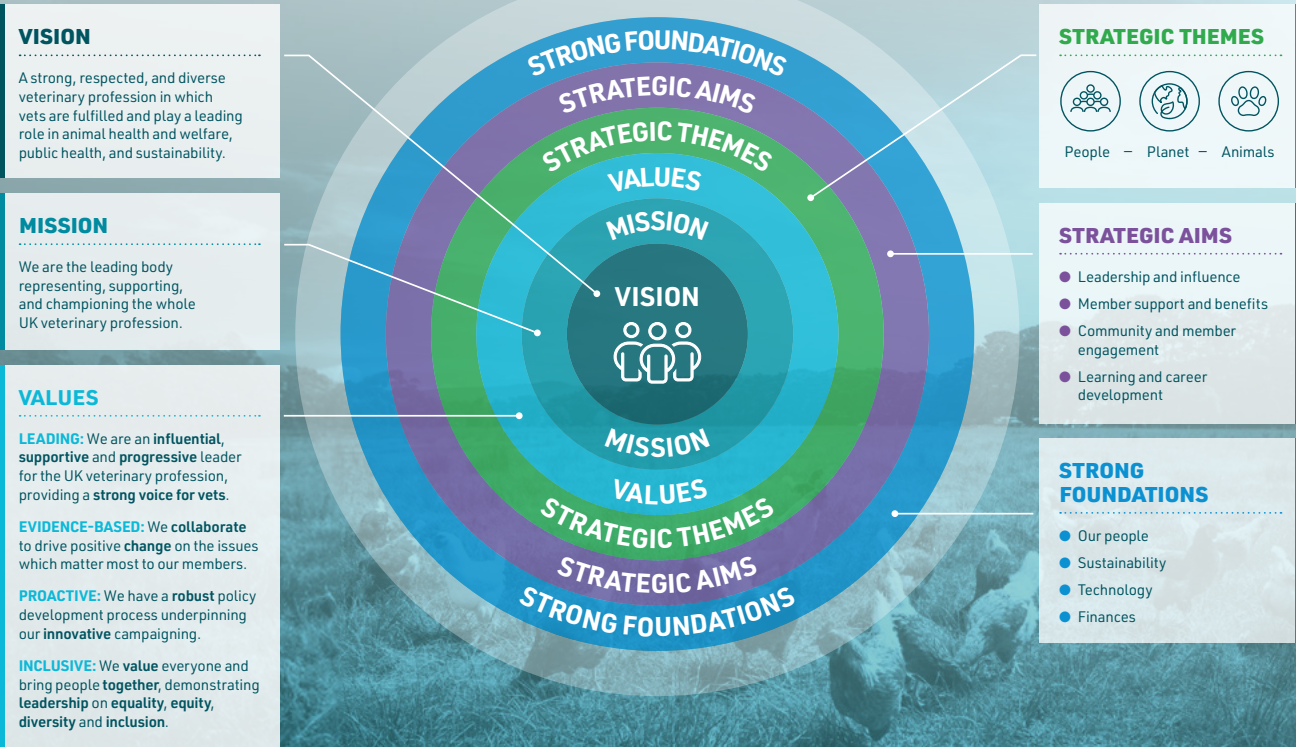 VISION
A strong, respected, and diverse
veterinary profession in which
vets are fulfilled and play a leading
role in animal health and welfare,
public health, and sustainability.
MISSION
We are the leading body
representing, supporting,
and championing the whole
UK veterinary profession.
VALUES
LEADING: We are an influential,
supportive and progressive leader
for the UK veterinary profession,
providing a strong voice for vets.
EVIDENCE-BASED: We collaborate
to drive positive change on the issues
which matter most to our members.
PROACTIVE: We have a robust policy
development process underpinning
our innovative campaigning.
INCLUSIVE: We value everyone and
bring people together, demonstrating
leadership on equality, equity,
diversity and inclusion.
STRONG FOUNDATIONS
STRATEGIC AIMS
STRATEGIC THEMES
VALUES
MISSION
VISION
MISSION
VALUES
STRATEGIC THEMES
STRATEGIC AIMS
STRONG FOUNDATIONS
STRATEGIC THEMES
People – Planet – Animals
STRATEGIC AIMS
Leadership and influence
Member support and benefits
Community and member
engagement
Learning and career
development
STRONG
FOUNDATIONS
Our people
Sustainability
Technology
Finances